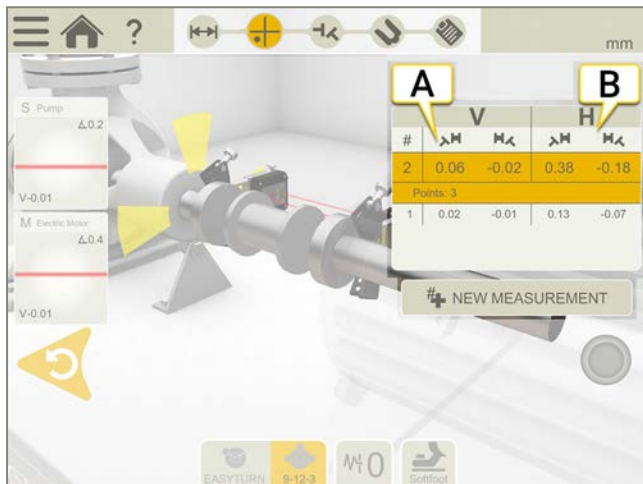 ?
mm
A
B
S Pump
∡0.2
V-0.01
M Electric Motor
∡0.4
V-0.01
V H
#
2 0.06 -0.02 0.38 -0.18
Points: 3
1 0.02 -0.01 0.13 -0.07
NEW MEASUREMENT
EASYTURN 9-12-3 0 Softfoot